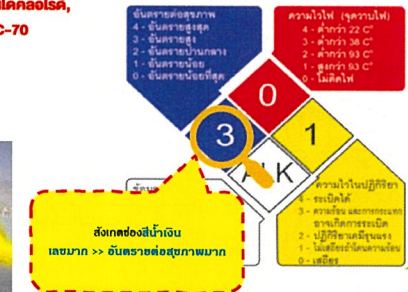 นไดคลอไรด์,
C-70
อันตรายต่อสุขภาพ
4 - อันตรายสูงสุด
3 - อันตรายสูง
2 - อันตรายปานกลาง
1 - อันตรายน้อย
0 - อันตรายน้อยที่สุด
ความไวไฟ (จุดวาบไฟ)
4 - ต่ำกว่า 22 C°
3 - ต่ำกว่า 38 C°
2 - ต่ำกว่า 93 C°
1 - สูงกว่า 93 C°
0 - ไม่ติดไฟ
0
3
1
ALK
ความไวในปฏิกิริยา
4 - ระเบิดได้
3 - ความร้อน และการกระแทก
อาจเกิดการระเบิด
2 - ปฏิกิริยาเคมีรุนแรง
1 - ไม่เสถียรถ้าโดนความร้อน
0 - เสถียร
สังเกตช่องสีน้ำเงิน
เลขมาก >> อันตรายต่อสุขภาพมาก